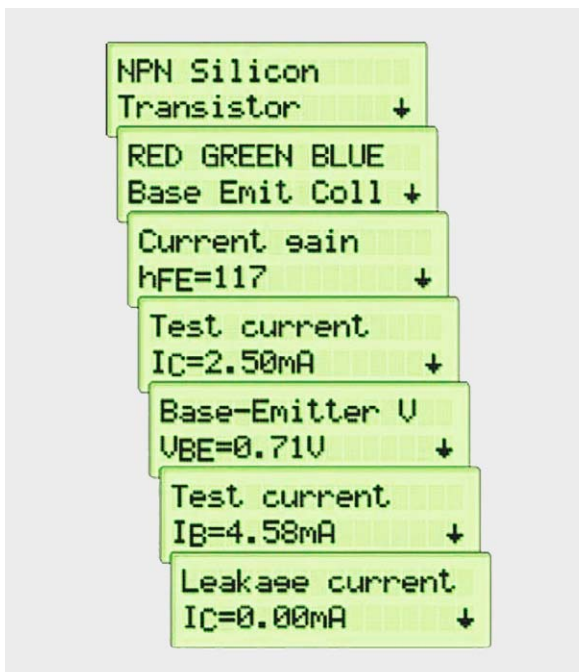 NPN Silicon
Transistor ↓
RED GREEN BLUE
Base Emit Coll ↓
Current gain
hFE=117 ↓
Test current
IC=2.50mA ↓
Base-Emitter V
VBE=0.71V ↓
Test current
IB=4.58mA ↓
Leakage current
IC=0.00mA ↓